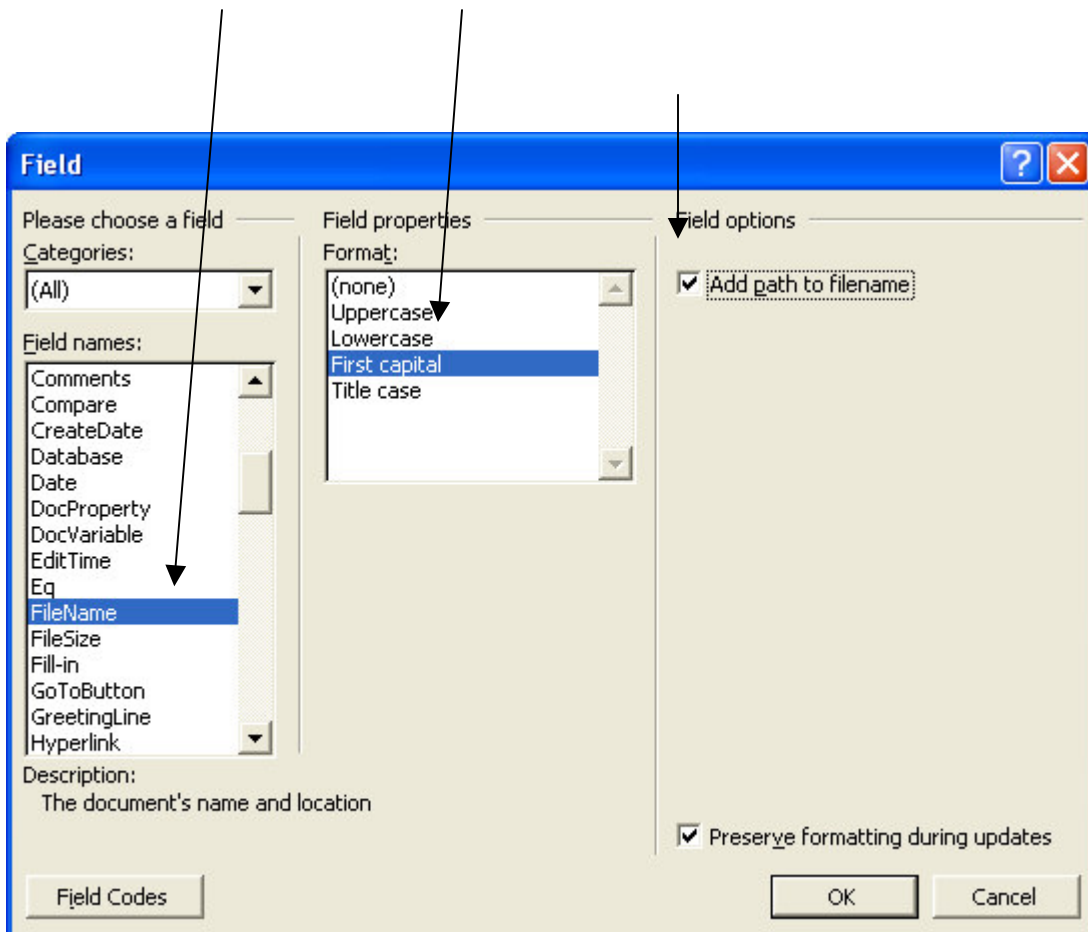 Field
Please choose a field
Categories:
(All)
Field names:
Comments
Compare
CreateDate
Database
Date
DocProperty
DocVariable
EditTime
Eq
FileName
FileSize
Fill-in
GoToButton
GreetingLine
Hyperlink
Description:
The document's name and location
Field Codes
Field properties
Format:
(none)
Uppercase
Lowercase
First capital
Title case
Field options
Add path to filename
Preserve formatting during updates
OK
Cancel